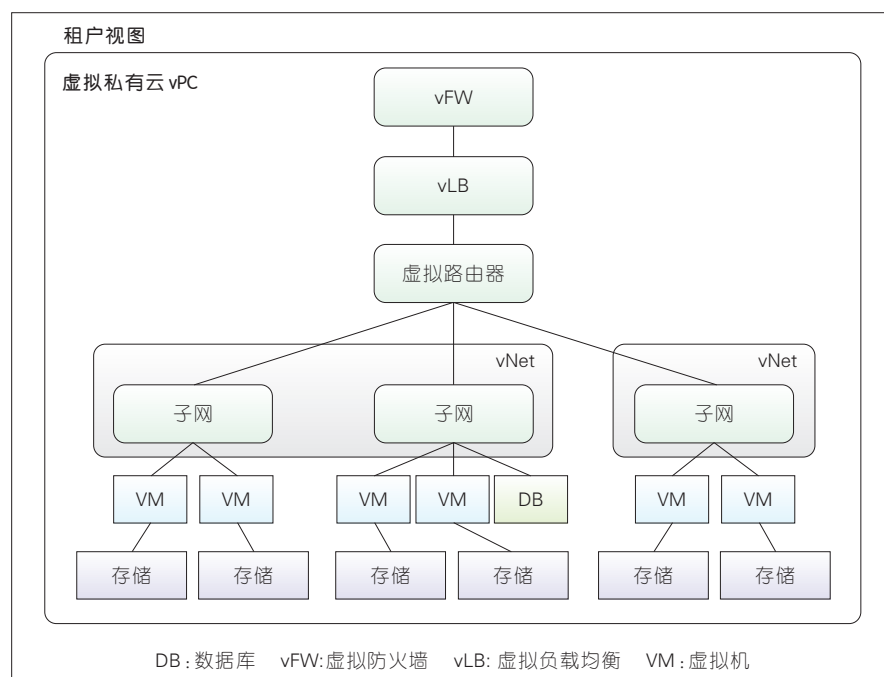 租户视图
虚拟私有云 vPC
vFW
vLB
虚拟路由器
vNet
vNet
子网
子网
子网
VM
VM
VM
VM
DB
VM
VM
存储
存储
存储
存储
存储
存储
DB：数据库 vFW:虚拟防火墙 vLB: 虚拟负载均衡 VM：虚拟机